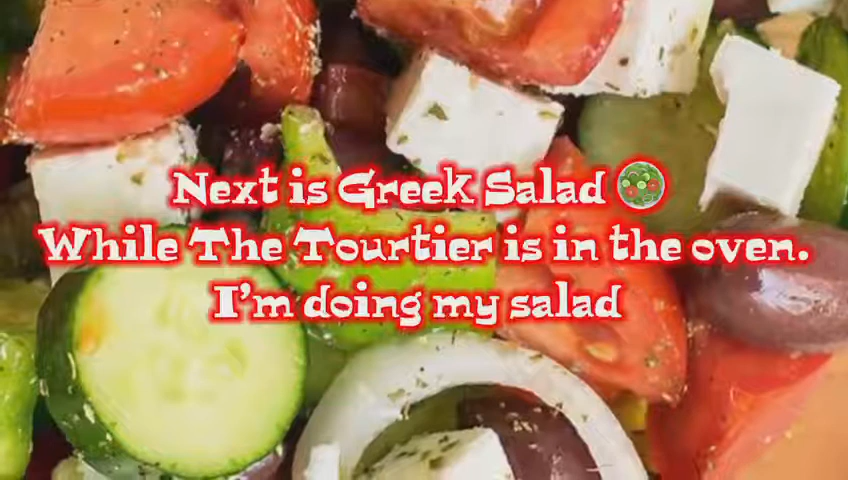 Next is Greek Salad 🥗
While The Tourtier is in the oven.
I'm doing my salad